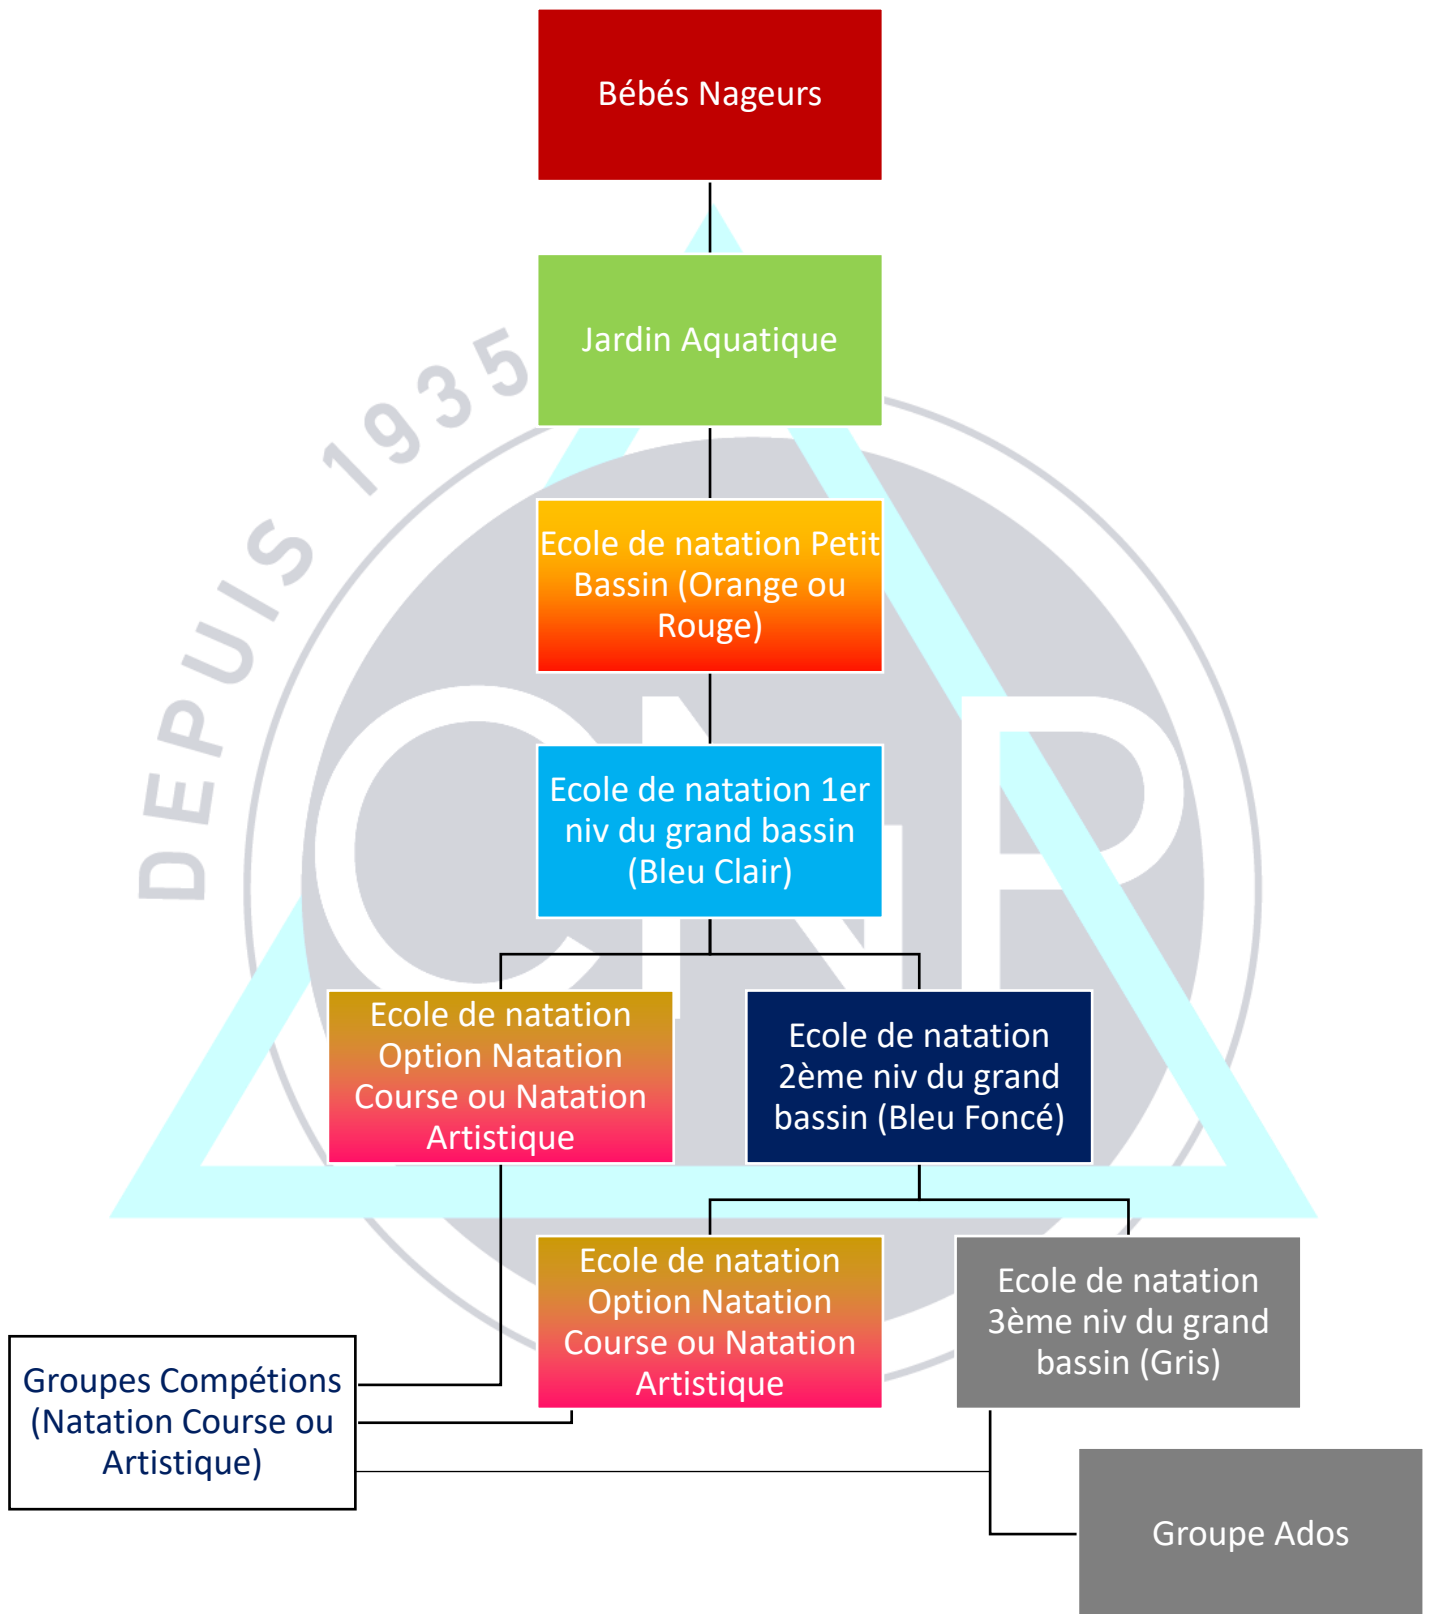 Bébés Nageurs
Jardin Aquatique
DEPUIS 1935
Ecole de natation Petit
Bassin (Orange ou
Rouge)
CNP
Ecole de natation 1er
niv du grand bassin
(Bleu Clair)
Ecole de natation
Option Natation
Course ou Natation
Artistique
Ecole de natation
2ème niv du grand
bassin (Bleu Foncé)
Ecole de natation
Option Natation
Course ou Natation
Artistique
Ecole de natation
3ème niv du grand
bassin (Gris)
Groupes Compétions
(Natation Course ou
Artistique)
Groupe Ados